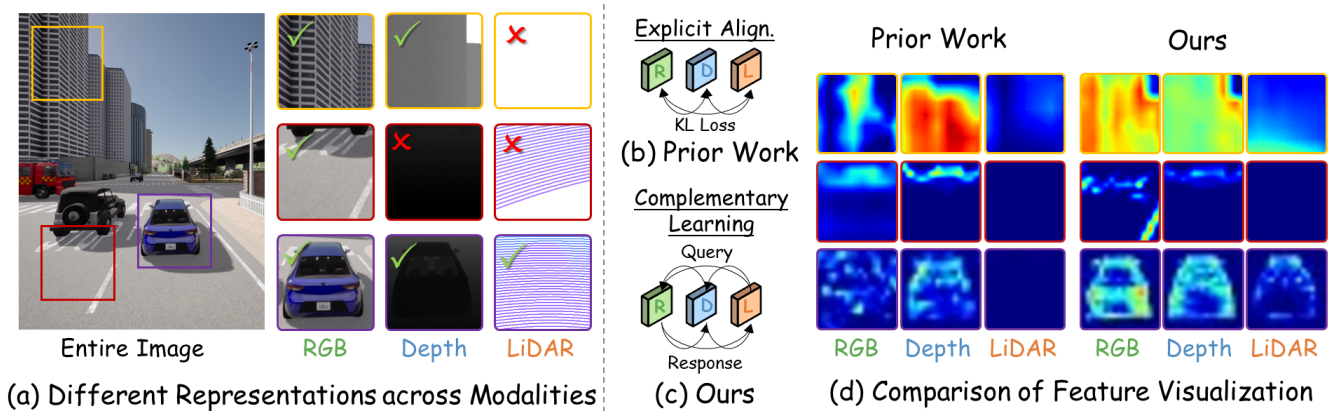 Entire Image
RGB
Depth
LiDAR
(a) Different Representations across Modalities
Explicit Align.
R
D
L
KL Loss
(b) Prior Work
Complementary
Learning
Query
R
D
L
Response
(c) Ours
Prior Work
Ours
RGB
Depth
LiDAR
RGB
Depth
LiDAR
(d) Comparison of Feature Visualization